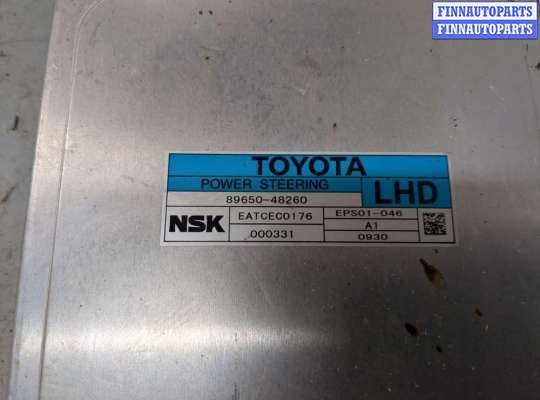 FINNAUTOPARTS
FINNAUTOPARTS
TOYOTA
POWER STEERING
LHD
89650-48260
NSK
EATCEC0176
EPS01-046
000331
A1
0930